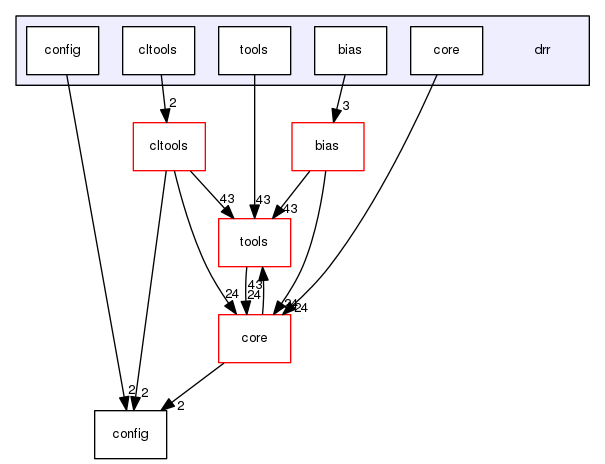 config cltools tools bias core drr
2 3
cltools bias
43 43 43
tools
43
24 24 24 24
core
2 2 2
config